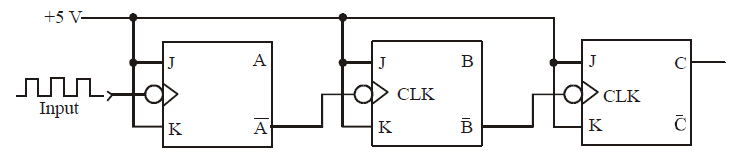 +5 V
J A J B J C
CLK CLK
Input
K A̅ K B̅ K C̅